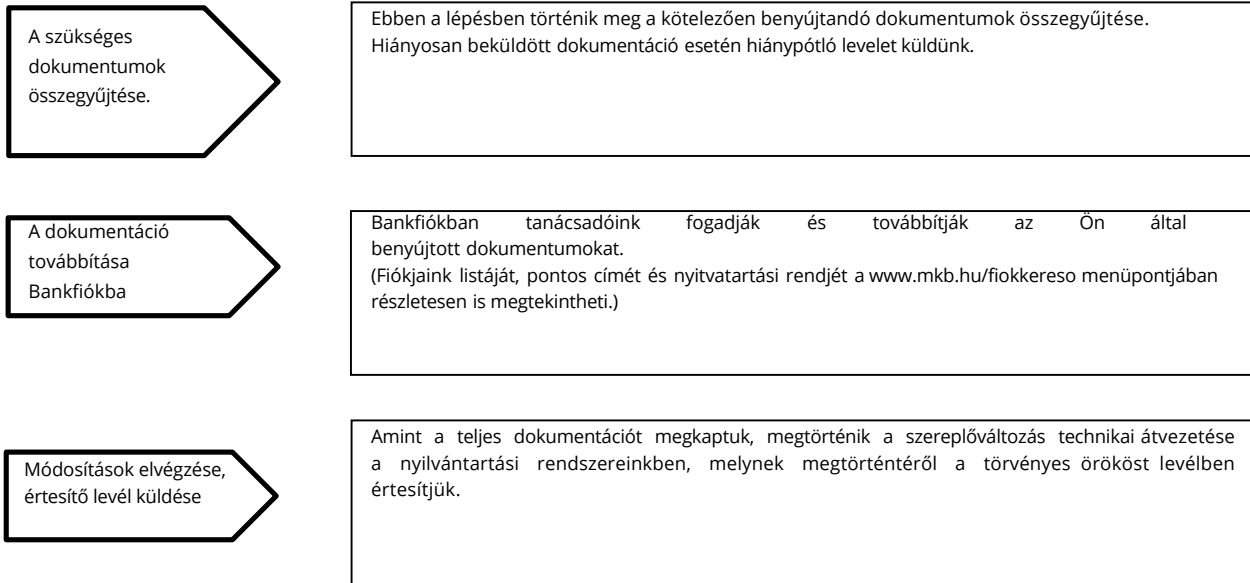 A szükséges
dokumentumok
összegyűjtése.
Ebben a lépésben történik meg a kötelezően benyújtandó dokumentumok összegyűjtése.
Hiányosan beküldött dokumentáció esetén hiánypótló levelet küldünk.
A dokumentáció
továbbítása
Bankfiókba
Bankfiókban tanácsadóink fogadják és továbbítják az Ön által
benyújtott dokumentumokat.
(Fiókjaink listáját, pontos címét és nyitvatartási rendjét a www.mkb.hu/fiokkereso menüpontjában
részletesen is megtekintheti.)
Módosítások elvégzése,
értesítő levél küldése
Amint a teljes dokumentációt megkaptuk, megtörténik a szereplőváltozás technikai átvezetése
a nyilvántartási rendszereinkben, melynek megtörténtéről a törvényes örököst levélben
értesítjük.